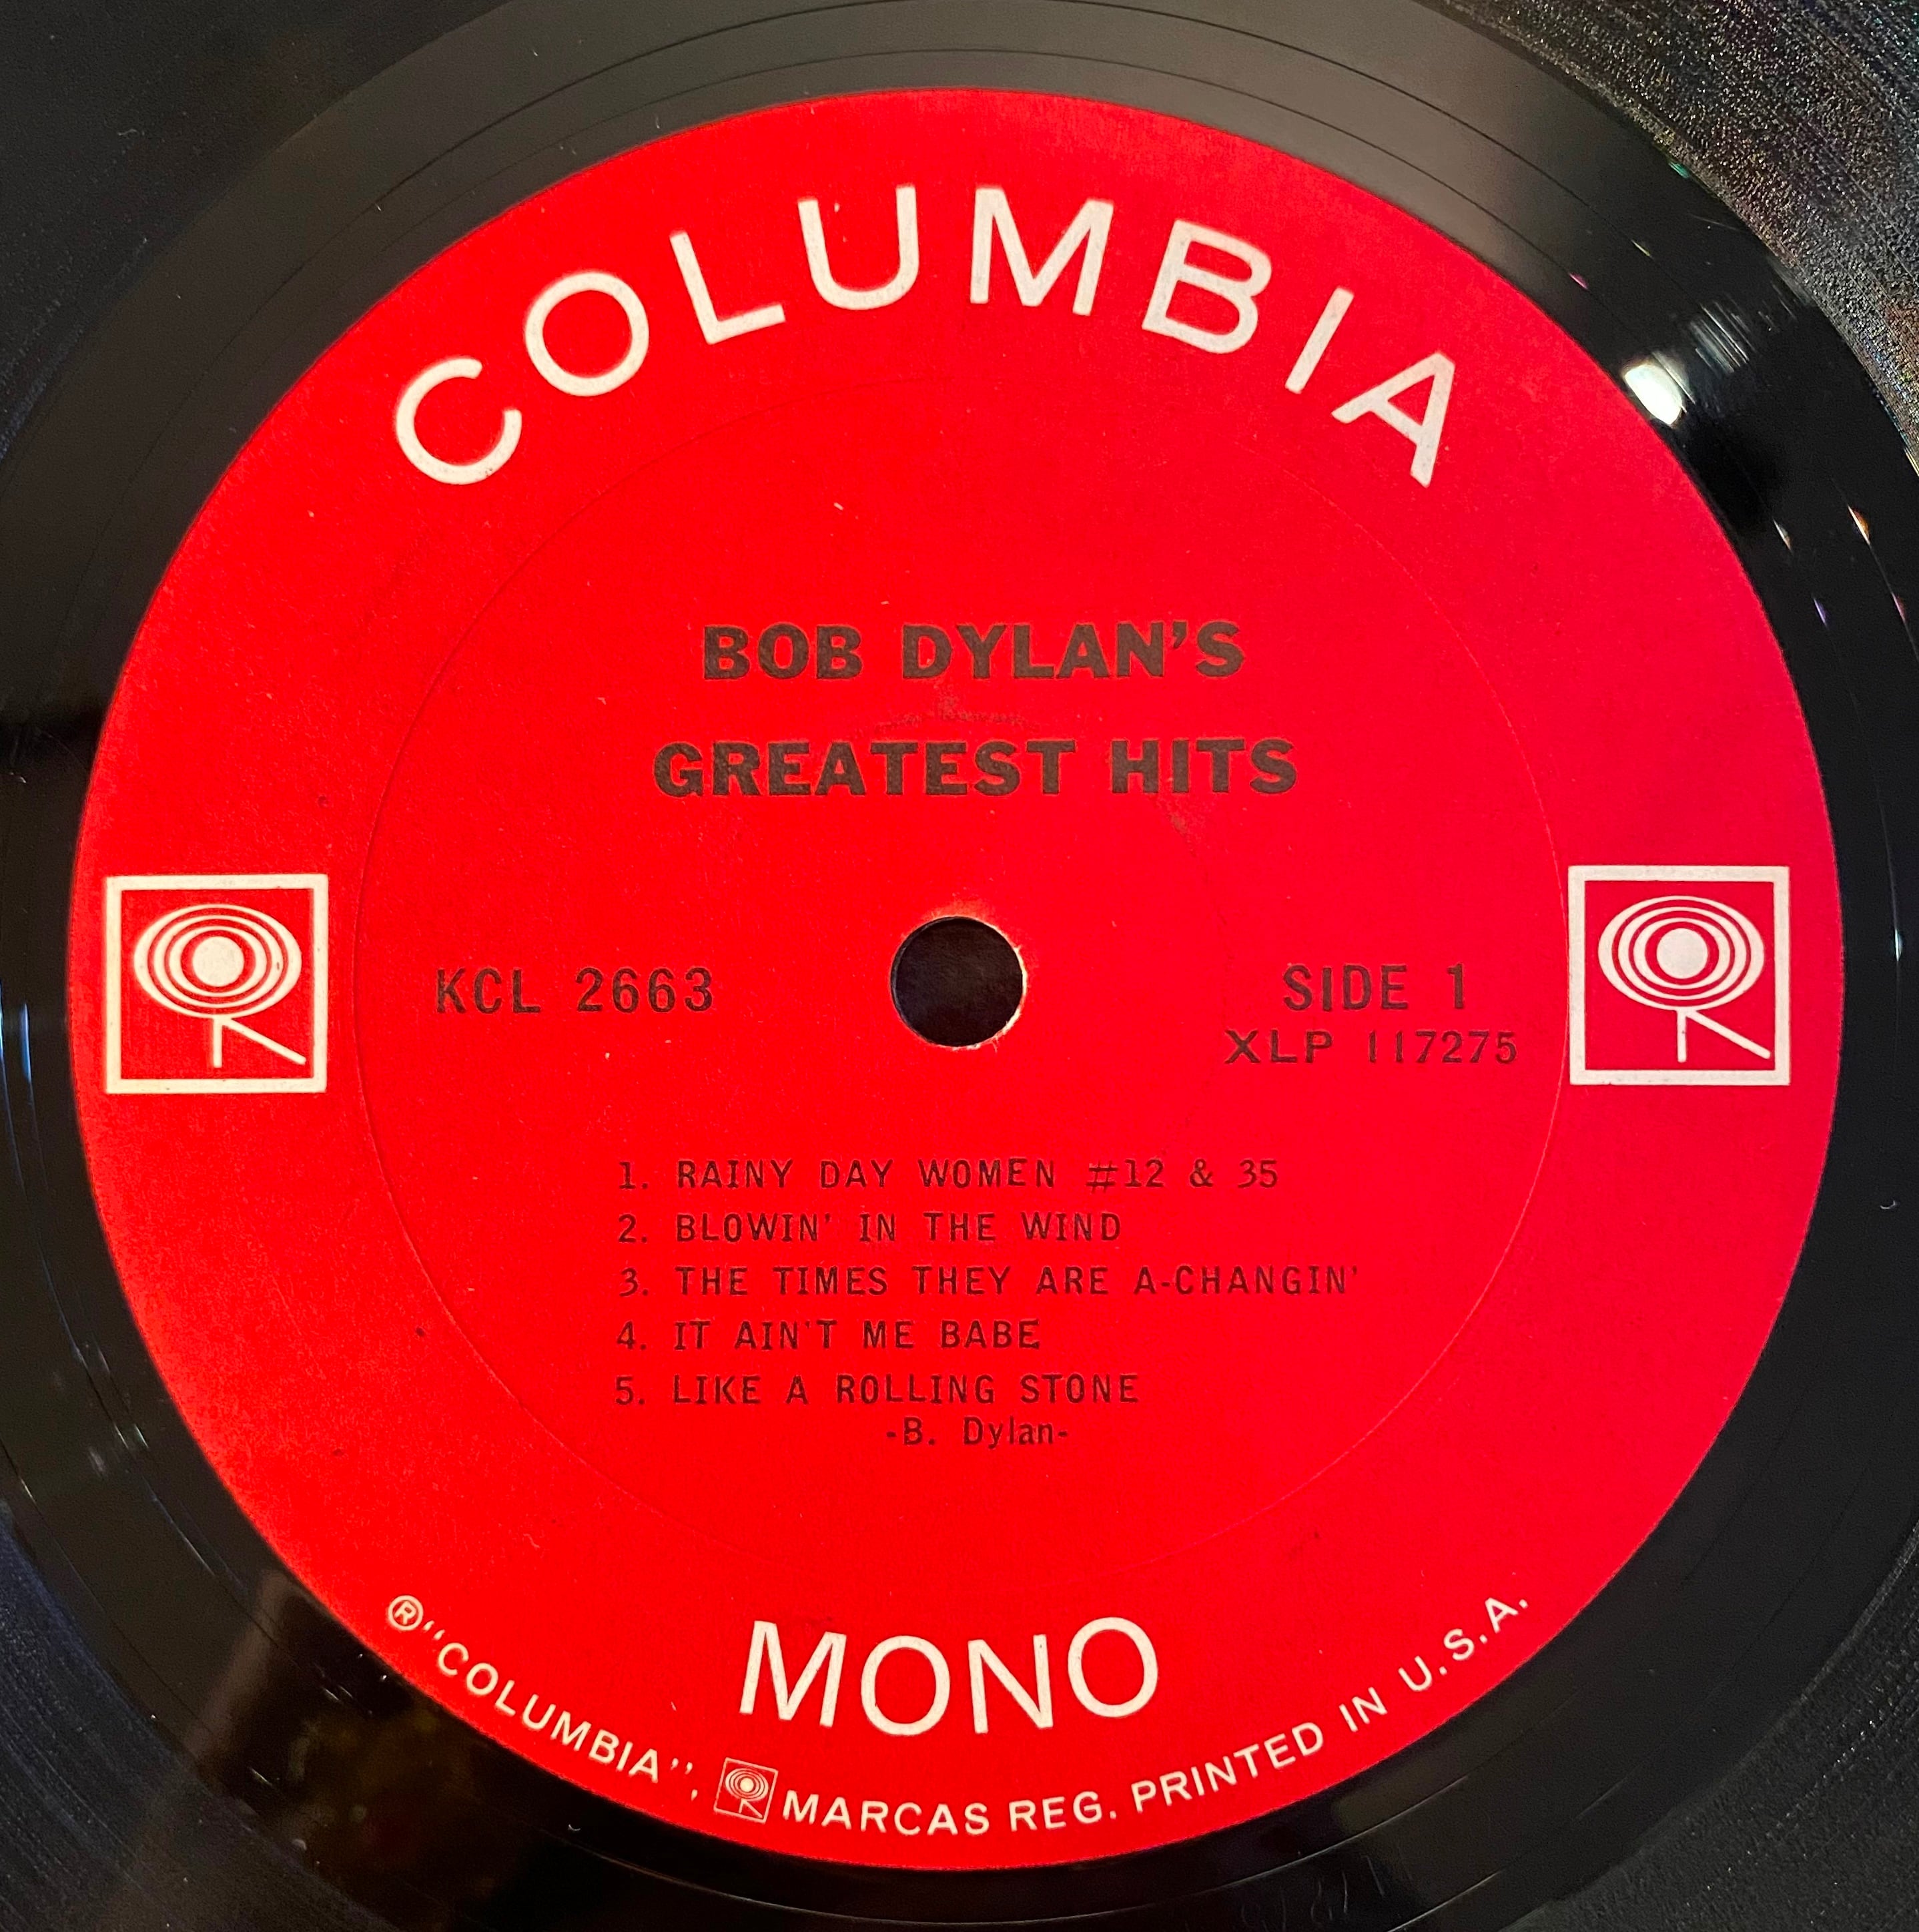 COLUMBIA
BOB DYLAN'S
GREATEST HITS
KCL 2663
SIDE 1
XLP 117275
1. RAINY DAY WOMEN #12 & 35
2. BLOWIN' IN THE WIND
3. THE TIMES THEY ARE A-CHANGIN'
4. IT AIN'T ME BABE
5. LIKE A ROLLING STONE
-B. Dylan-
MONO
®"COLUMBIA", MARCAS REG. PRINTED IN U.S.A.